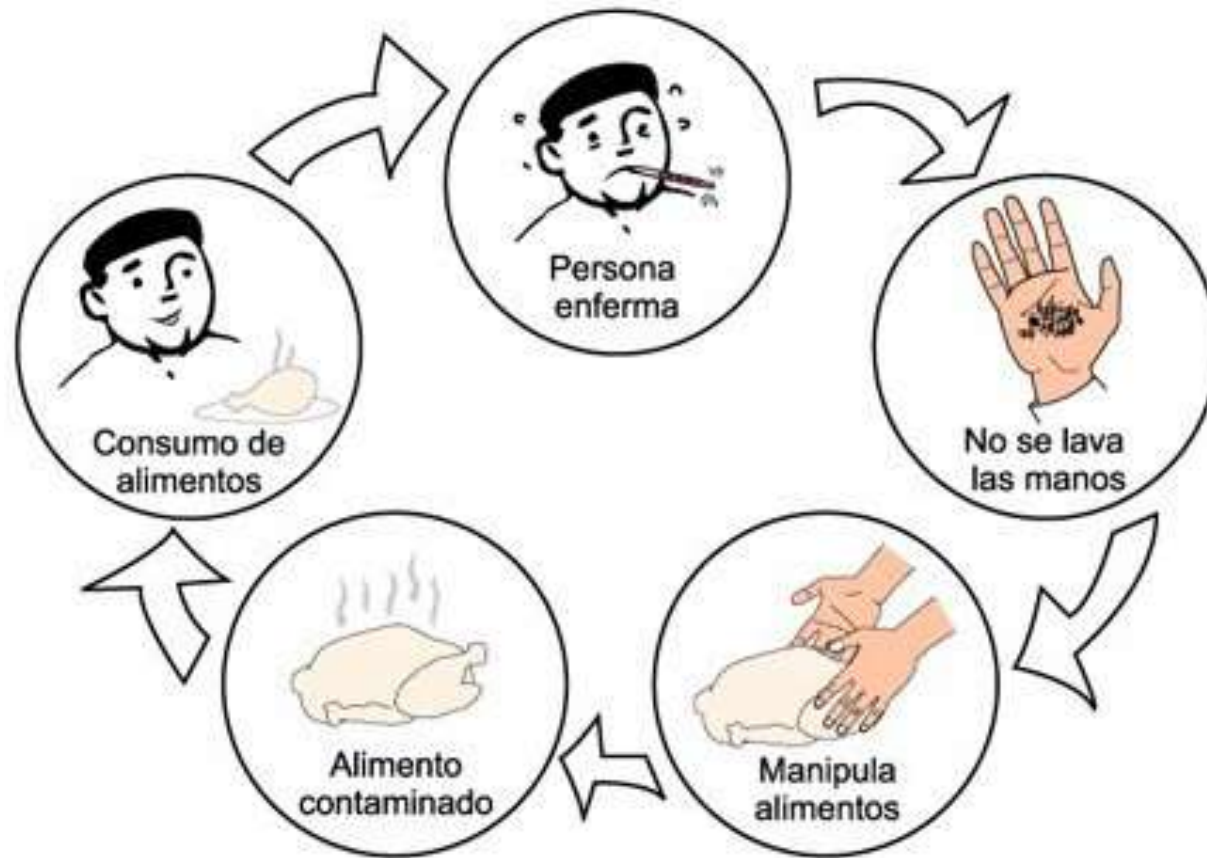 Persona
enferma
No se lava
las manos
Manipula
alimentos
Alimento
contaminado
Consumo de
alimentos